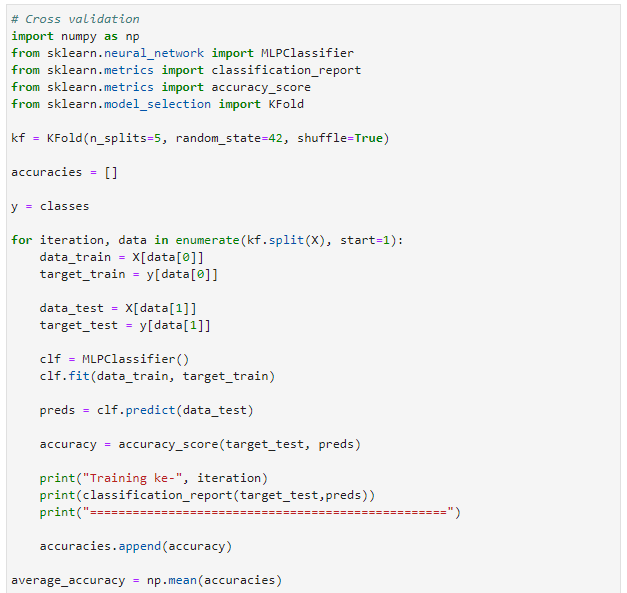 # Cross validation
import numpy as np
from sklearn.neural_network import MLPClassifier
from sklearn.metrics import classification_report
from sklearn.metrics import accuracy_score
from sklearn.model_selection import KFold
kf = KFold(n_splits=5, random_state=42, shuffle=True)
accuracies = []
y = classes
for iteration, data in enumerate(kf.split(X), start=1):
    data_train = X[data[0]]
    target_train = y[data[0]]
    data_test = X[data[1]]
    target_test = y[data[1]]
    clf = MLPClassifier()
    clf.fit(data_train, target_train)
    preds = clf.predict(data_test)
    accuracy = accuracy_score(target_test, preds)
    print("Training ke-", iteration)
    print(classification_report(target_test,preds))
    print("==================================================")
    accuracies.append(accuracy)
average_accuracy = np.mean(accuracies)